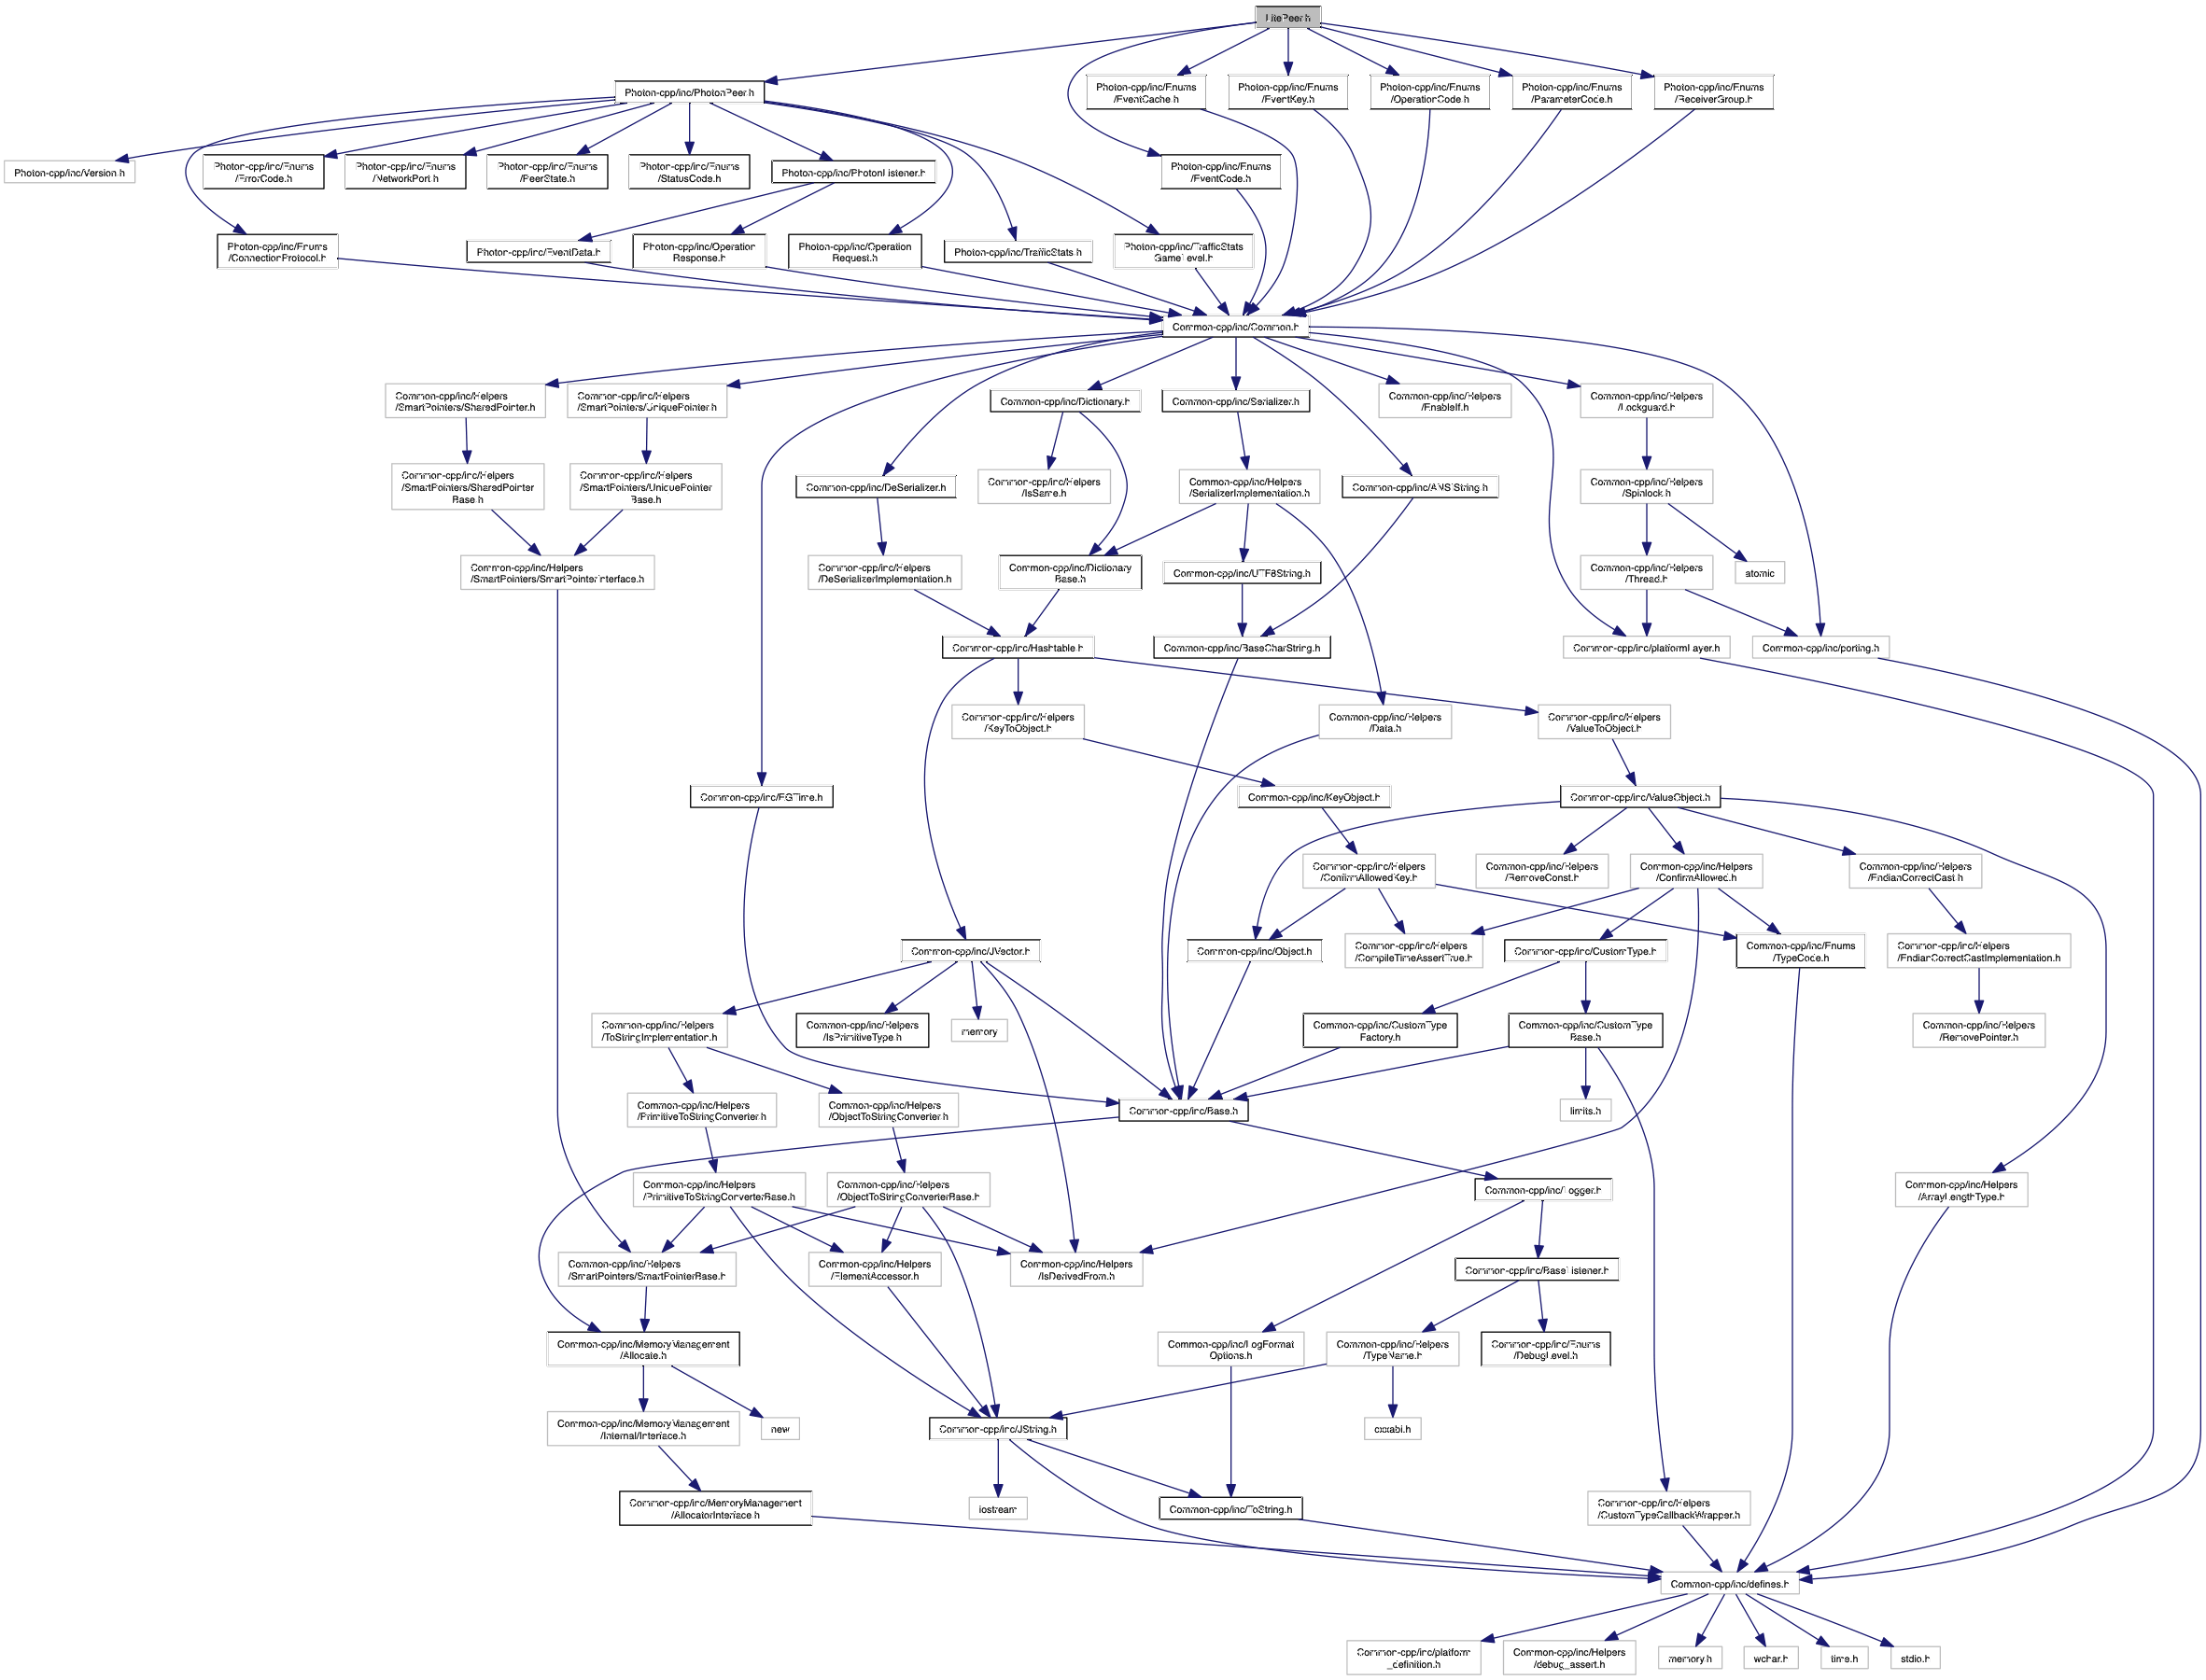 LitePeer.h
Photon-cpp/inc/PhotonPeer.h
Photon-cpp/inc/Enums
/EventCache.h
Photon-cpp/inc/Enums
/EventKey.h
Photon-cpp/inc/Enums
/OperationCode.h
Photon-cpp/inc/Enums
/ParameterCode.h
Photon-cpp/inc/Enums
/ReceiverGroup.h
Photon-cpp/inc/Version.h
Photon-cpp/inc/Enums
/ErrorCode.h
Photon-cpp/inc/Enums
/NetworkPort.h
Photon-cpp/inc/Enums
/PeerState.h
Photon-cpp/inc/Enums
/StatusCode.h
Photon-cpp/inc/PhotonListener.h
Photon-cpp/inc/Enums
/EventCode.h
Photon-cpp/inc/Enums
/ConnectionProtocol.h
Photon-cpp/inc/EventData.h
Photon-cpp/inc/Operation
Response.h
Photon-cpp/inc/Operation
Request.h
Photon-cpp/inc/TrafficStats.h
Photon-cpp/inc/TrafficStats
GameLevel.h
Common-cpp/inc/Common.h
Common-cpp/inc/Helpers
/SmartPointers/SharedPointer.h
Common-cpp/inc/Helpers
/SmartPointers/UniquePointer.h
Common-cpp/inc/Dictionary.h
Common-cpp/inc/Serializer.h
Common-cpp/inc/Helpers
/EnableIf.h
Common-cpp/inc/Helpers
/Lockguard.h
Common-cpp/inc/Helpers
/SmartPointers/SharedPointer
Base.h
Common-cpp/inc/Helpers
/SmartPointers/UniquePointer
Base.h
Common-cpp/inc/DeSerializer.h
Common-cpp/inc/Helpers
/IsSame.h
Common-cpp/inc/Helpers
/SerializerImplementation.h
Common-cpp/inc/ANSIString.h
Common-cpp/inc/Helpers
/Spinlock.h
Common-cpp/inc/Helpers
/SmartPointers/SmartPointerInterface.h
Common-cpp/inc/Helpers
/DeSerializerImplementation.h
Common-cpp/inc/Dictionary
Base.h
Common-cpp/inc/UTF8String.h
Common-cpp/inc/Helpers
/Thread.h
atomic
Common-cpp/inc/Hashtable.h
Common-cpp/inc/BaseCharString.h
Common-cpp/inc/platformLayer.h
Common-cpp/inc/porting.h
Common-cpp/inc/Helpers
/KeyToObject.h
Common-cpp/inc/Helpers
/Data.h
Common-cpp/inc/Helpers
/ValueToObject.h
Common-cpp/inc/EGTime.h
Common-cpp/inc/KeyObject.h
Common-cpp/inc/ValueObject.h
Common-cpp/inc/Helpers
/ConfirmAllowedKey.h
Common-cpp/inc/Helpers
/RemoveConst.h
Common-cpp/inc/Helpers
/ConfirmAllowed.h
Common-cpp/inc/Helpers
/EndianCorrectCast.h
Common-cpp/inc/JVector.h
Common-cpp/inc/Object.h
Common-cpp/inc/Helpers
/CompileTimeAssertTrue.h
Common-cpp/inc/CustomType.h
Common-cpp/inc/Enums
/TypeCode.h
Common-cpp/inc/Helpers
/EndianCorrectCastImplementation.h
Common-cpp/inc/Helpers
/ToStringImplementation.h
Common-cpp/inc/Helpers
/IsPrimitiveType.h
memory
Common-cpp/inc/CustomType
Factory.h
Common-cpp/inc/CustomType
Base.h
Common-cpp/inc/Helpers
/RemovePointer.h
Common-cpp/inc/Helpers
/PrimitiveToStringConverter.h
Common-cpp/inc/Helpers
/ObjectToStringConverter.h
Common-cpp/inc/Base.h
limits.h
Common-cpp/inc/Helpers
/PrimitiveToStringConverterBase.h
Common-cpp/inc/Helpers
/ObjectToStringConverterBase.h
Common-cpp/inc/Logger.h
Common-cpp/inc/Helpers
/ArrayLengthType.h
Common-cpp/inc/Helpers
/SmartPointers/SmartPointerBase.h
Common-cpp/inc/Helpers
/ElementAccessor.h
Common-cpp/inc/Helpers
/IsDerivedFrom.h
Common-cpp/inc/BaseListener.h
Common-cpp/inc/MemoryManagement
/Allocate.h
Common-cpp/inc/LogFormat
Options.h
Common-cpp/inc/Helpers
/TypeName.h
Common-cpp/inc/Enums
/DebugLevel.h
Common-cpp/inc/MemoryManagement
/Internal/Interface.h
new
Common-cpp/inc/JString.h
cxxabi.h
Common-cpp/inc/MemoryManagement
/AllocatorInterface.h
iostream
Common-cpp/inc/ToString.h
Common-cpp/inc/Helpers
/CustomTypeCallbackWrapper.h
Common-cpp/inc/defines.h
Common-cpp/inc/platform
_definition.h
Common-cpp/inc/Helpers
/debug_assert.h
memory.h
wchar.h
time.h
stdio.h